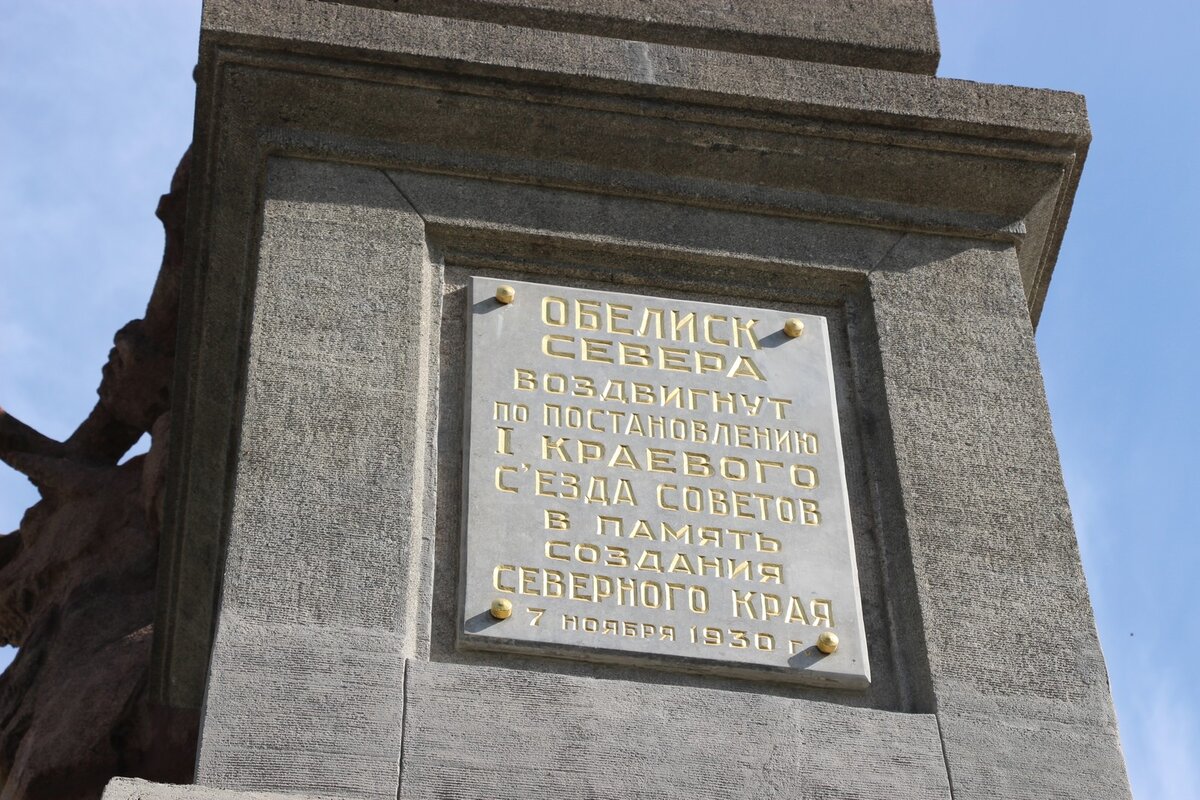 ОБЕЛИСК
СЕВЕРА
ВОЗДВИГНУТ
ПО ПОСТАНОВЛЕНИЮ
I КРАЕВОГО
С'ЕЗДА СОВЕТОВ
В ПАМЯТЬ
СОЗДАНИЯ
СЕВЕРНОГО КРАЯ
7 НОЯБРЯ 1930 г.